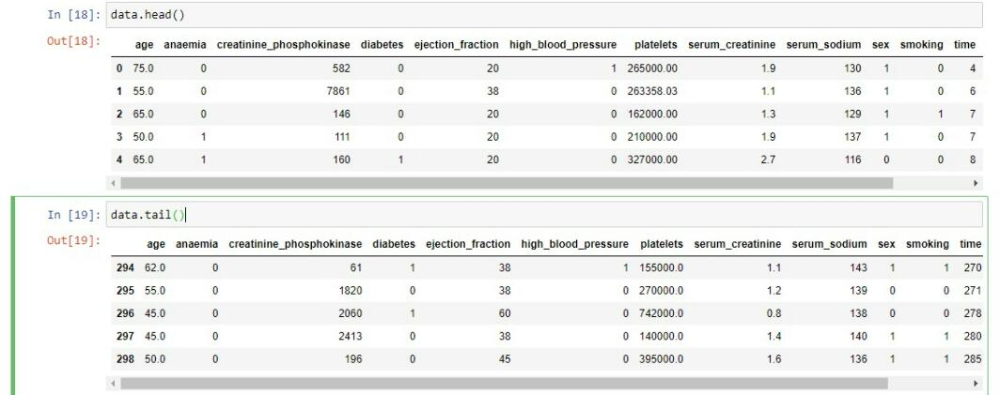 In [18]: data.head()
Out[18]:
age anaemia creatinine_phosphokinase diabetes ejection_fraction high_blood_pressure platelets serum_creatinine serum_sodium sex smoking time
0 75.0 0 582 0 20 1 265000.00 1.9 130 1 0 4
1 55.0 0 7861 0 38 0 263358.03 1.1 136 1 0 6
2 65.0 0 146 0 20 0 162000.00 1.3 129 1 1 7
3 50.0 1 111 0 20 0 210000.00 1.9 137 1 0 7
4 65.0 1 160 1 20 0 327000.00 2.7 116 0 0 8
In [19]: data.tail()
Out[19]:
age anaemia creatinine_phosphokinase diabetes ejection_fraction high_blood_pressure platelets serum_creatinine serum_sodium sex smoking time
294 62.0 0 61 1 38 1 155000.0 1.1 143 1 1 270
295 55.0 0 1820 0 38 0 270000.0 1.2 139 0 0 271
296 45.0 0 2060 1 60 0 742000.0 0.8 138 0 0 278
297 45.0 0 2413 0 38 0 140000.0 1.4 140 1 1 280
298 50.0 0 196 0 45 0 395000.0 1.6 136 1 1 285